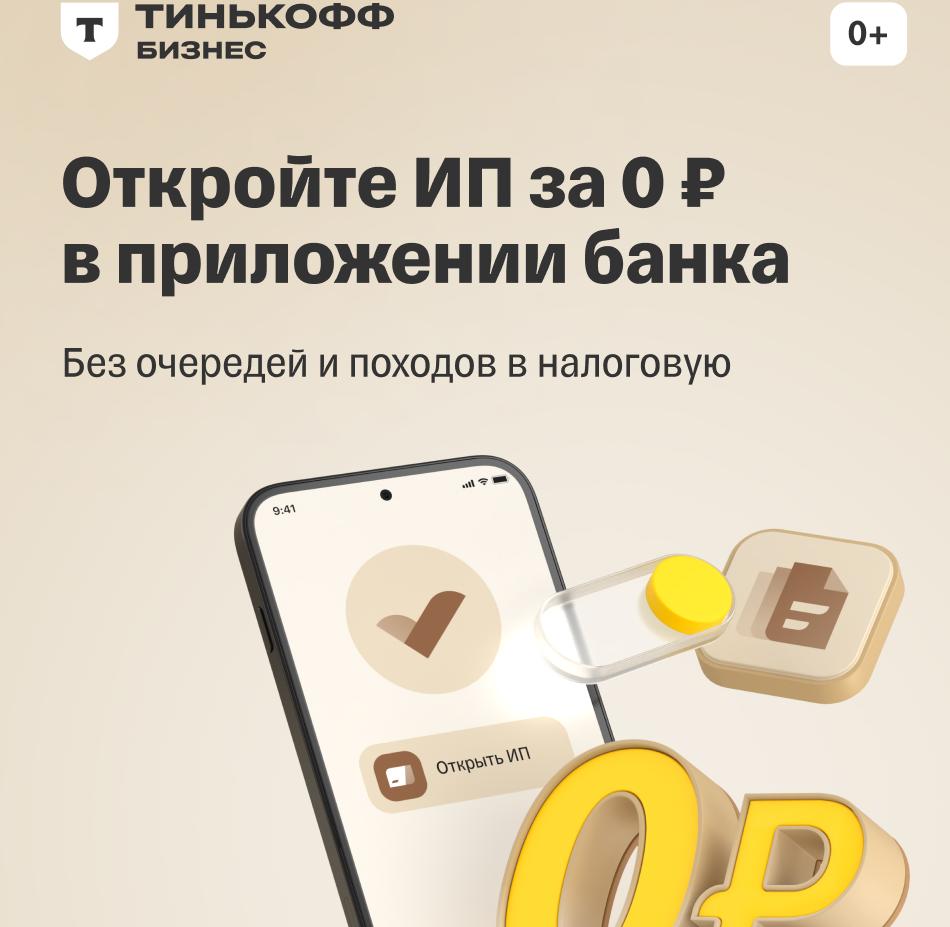 Т
ТИНЬКОФФ
БИЗНЕС
0+
Откройте ИП за 0 ₽
в приложении банка
Без очередей и походов в налоговую
9:41
Открыть ИП
0₽